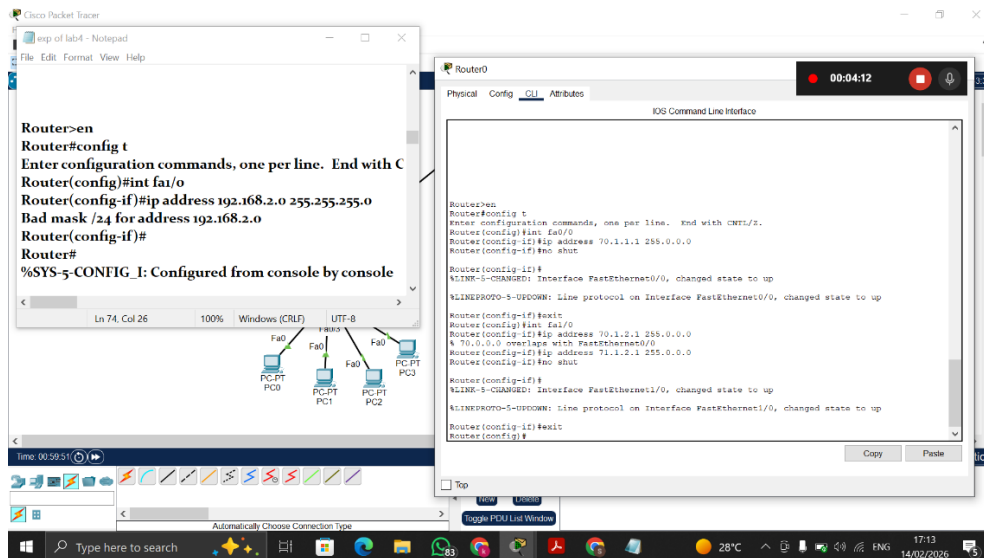 Cisco Packet Tracer
exp of lab4 - Notepad
File Edit Format View Help
Router>en
Router#config t
Enter configuration commands, one per line. End with C
Router(config)#int fa1/0
Router(config-if)#ip address 192.168.2.0 255.255.255.0
Bad mask /24 for address 192.168.2.0
Router(config-if)#
Router#
%SYS-5-CONFIG_I: Configured from console by console
Ln 74, Col 26 100% Windows (CRLF) UTF-8
Router0
00:04:12
Physical Config CLI Attributes
IOS Command Line Interface
Router>en
Router#config t
Enter configuration commands, one per line. End with CNTL/Z.
Router(config)#int fa0/0
Router(config-if)#ip address 70.1.1.1 255.0.0.0
Router(config-if)#no shut
Router(config-if)#
%LINK-5-CHANGED: Interface FastEthernet0/0, changed state to up
%LINEPROTO-5-UPDOWN: Line protocol on Interface FastEthernet0/0, changed state to up
Router(config-if)#exit
Router(config)#int fa1/0
Router(config-if)#ip address 70.1.2.1 255.0.0.0
% 70.0.0.0 overlaps with FastEthernet0/0
Router(config-if)#ip address 71.1.2.1 255.0.0.0
Router(config-if)#no shut
Router(config-if)#
%LINK-5-CHANGED: Interface FastEthernet1/0, changed state to up
%LINEPROTO-5-UPDOWN: Line protocol on Interface FastEthernet1/0, changed state to up
Router(config-if)#exit
Router(config)#
Copy Paste
Top
Fa0/3
Fa0
Fa0
Fa0
Fa0
PC-PT
PC0
PC-PT
PC1
PC-PT
PC2
PC-PT
PC3
Time: 00:59:51
New Delete
Toggle PDU List Window
Automatically Choose Connection Type
Type here to search
83
28°C
ENG
17:13
14/02/2026
5